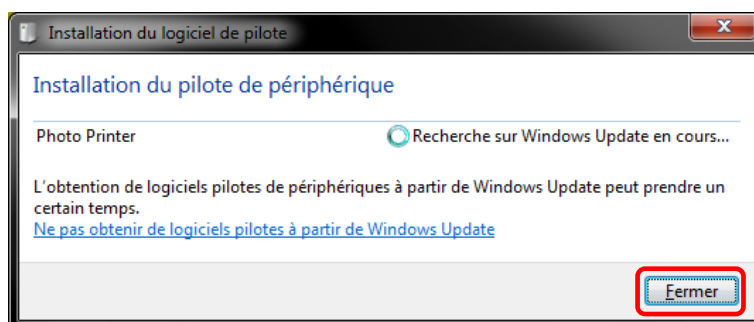 Installation du logiciel de pilote
Installation du pilote de périphérique
Photo Printer Recherche sur Windows Update en cours...
L'obtention de logiciels pilotes de périphériques à partir de Windows Update peut prendre un
certain temps.
Ne pas obtenir de logiciels pilotes à partir de Windows Update
Fermer